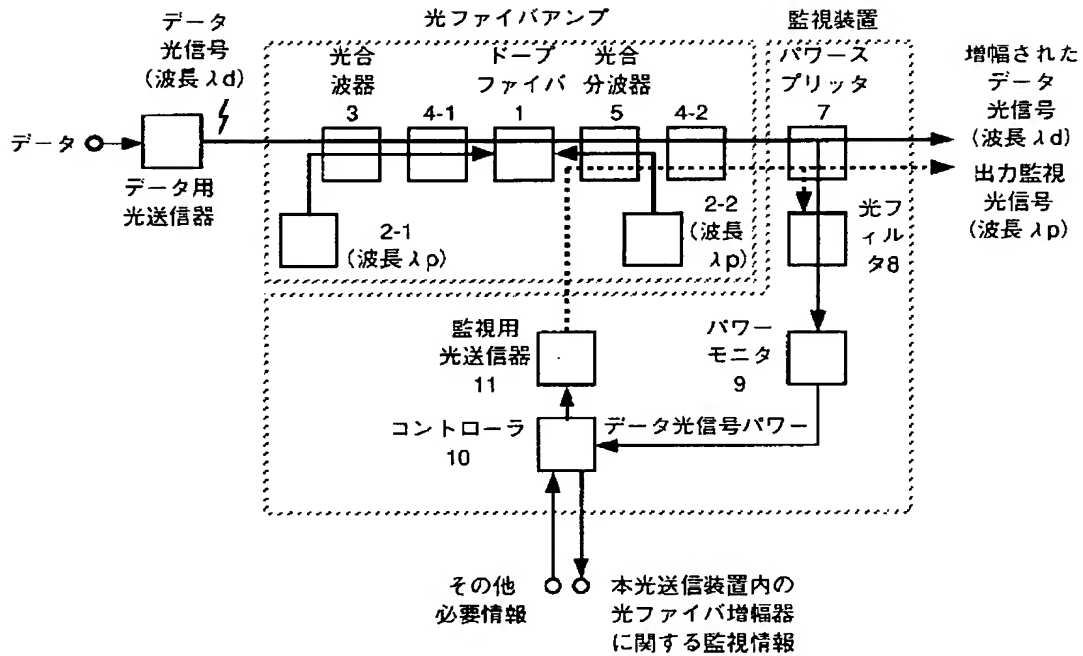 光ファイバアンプ
監視装置
データ
光信号
(波長 λd)
光合
波器
3
4-1
ドープ
ファイバ
1
光合
分波器
5
4-2
パワース
プリッタ
7
増幅された
データ
光信号
(波長 λd)
データ
データ用
光送信器
出力監視
光信号
(波長 λp)
2-1
(波長 λp)
2-2
(波長
λp)
光フ
ィルタ
タ8
監視用
光送信器
11
パワー
モニタ
9
コントローラ
10
データ光信号パワー
その他
必要情報
本光送信装置内の
光ファイバ増幅器
に関する監視情報